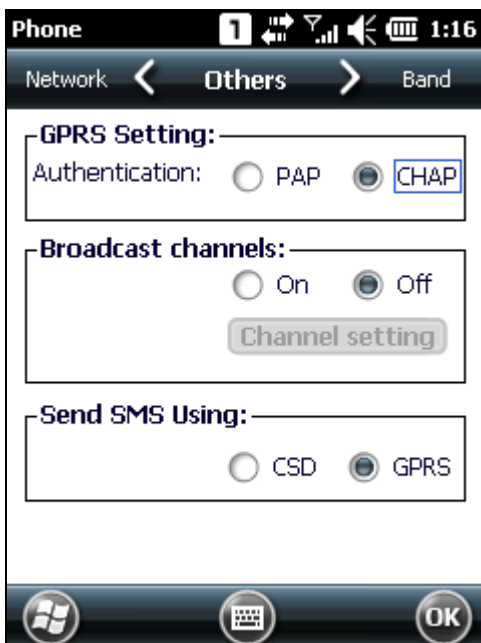 Phone 1 1:16
Network Others Band
GPRS Setting:
Authentication: PAP CHAP
Broadcast channels:
On Off
Channel setting
Send SMS Using:
CSD GPRS
OK